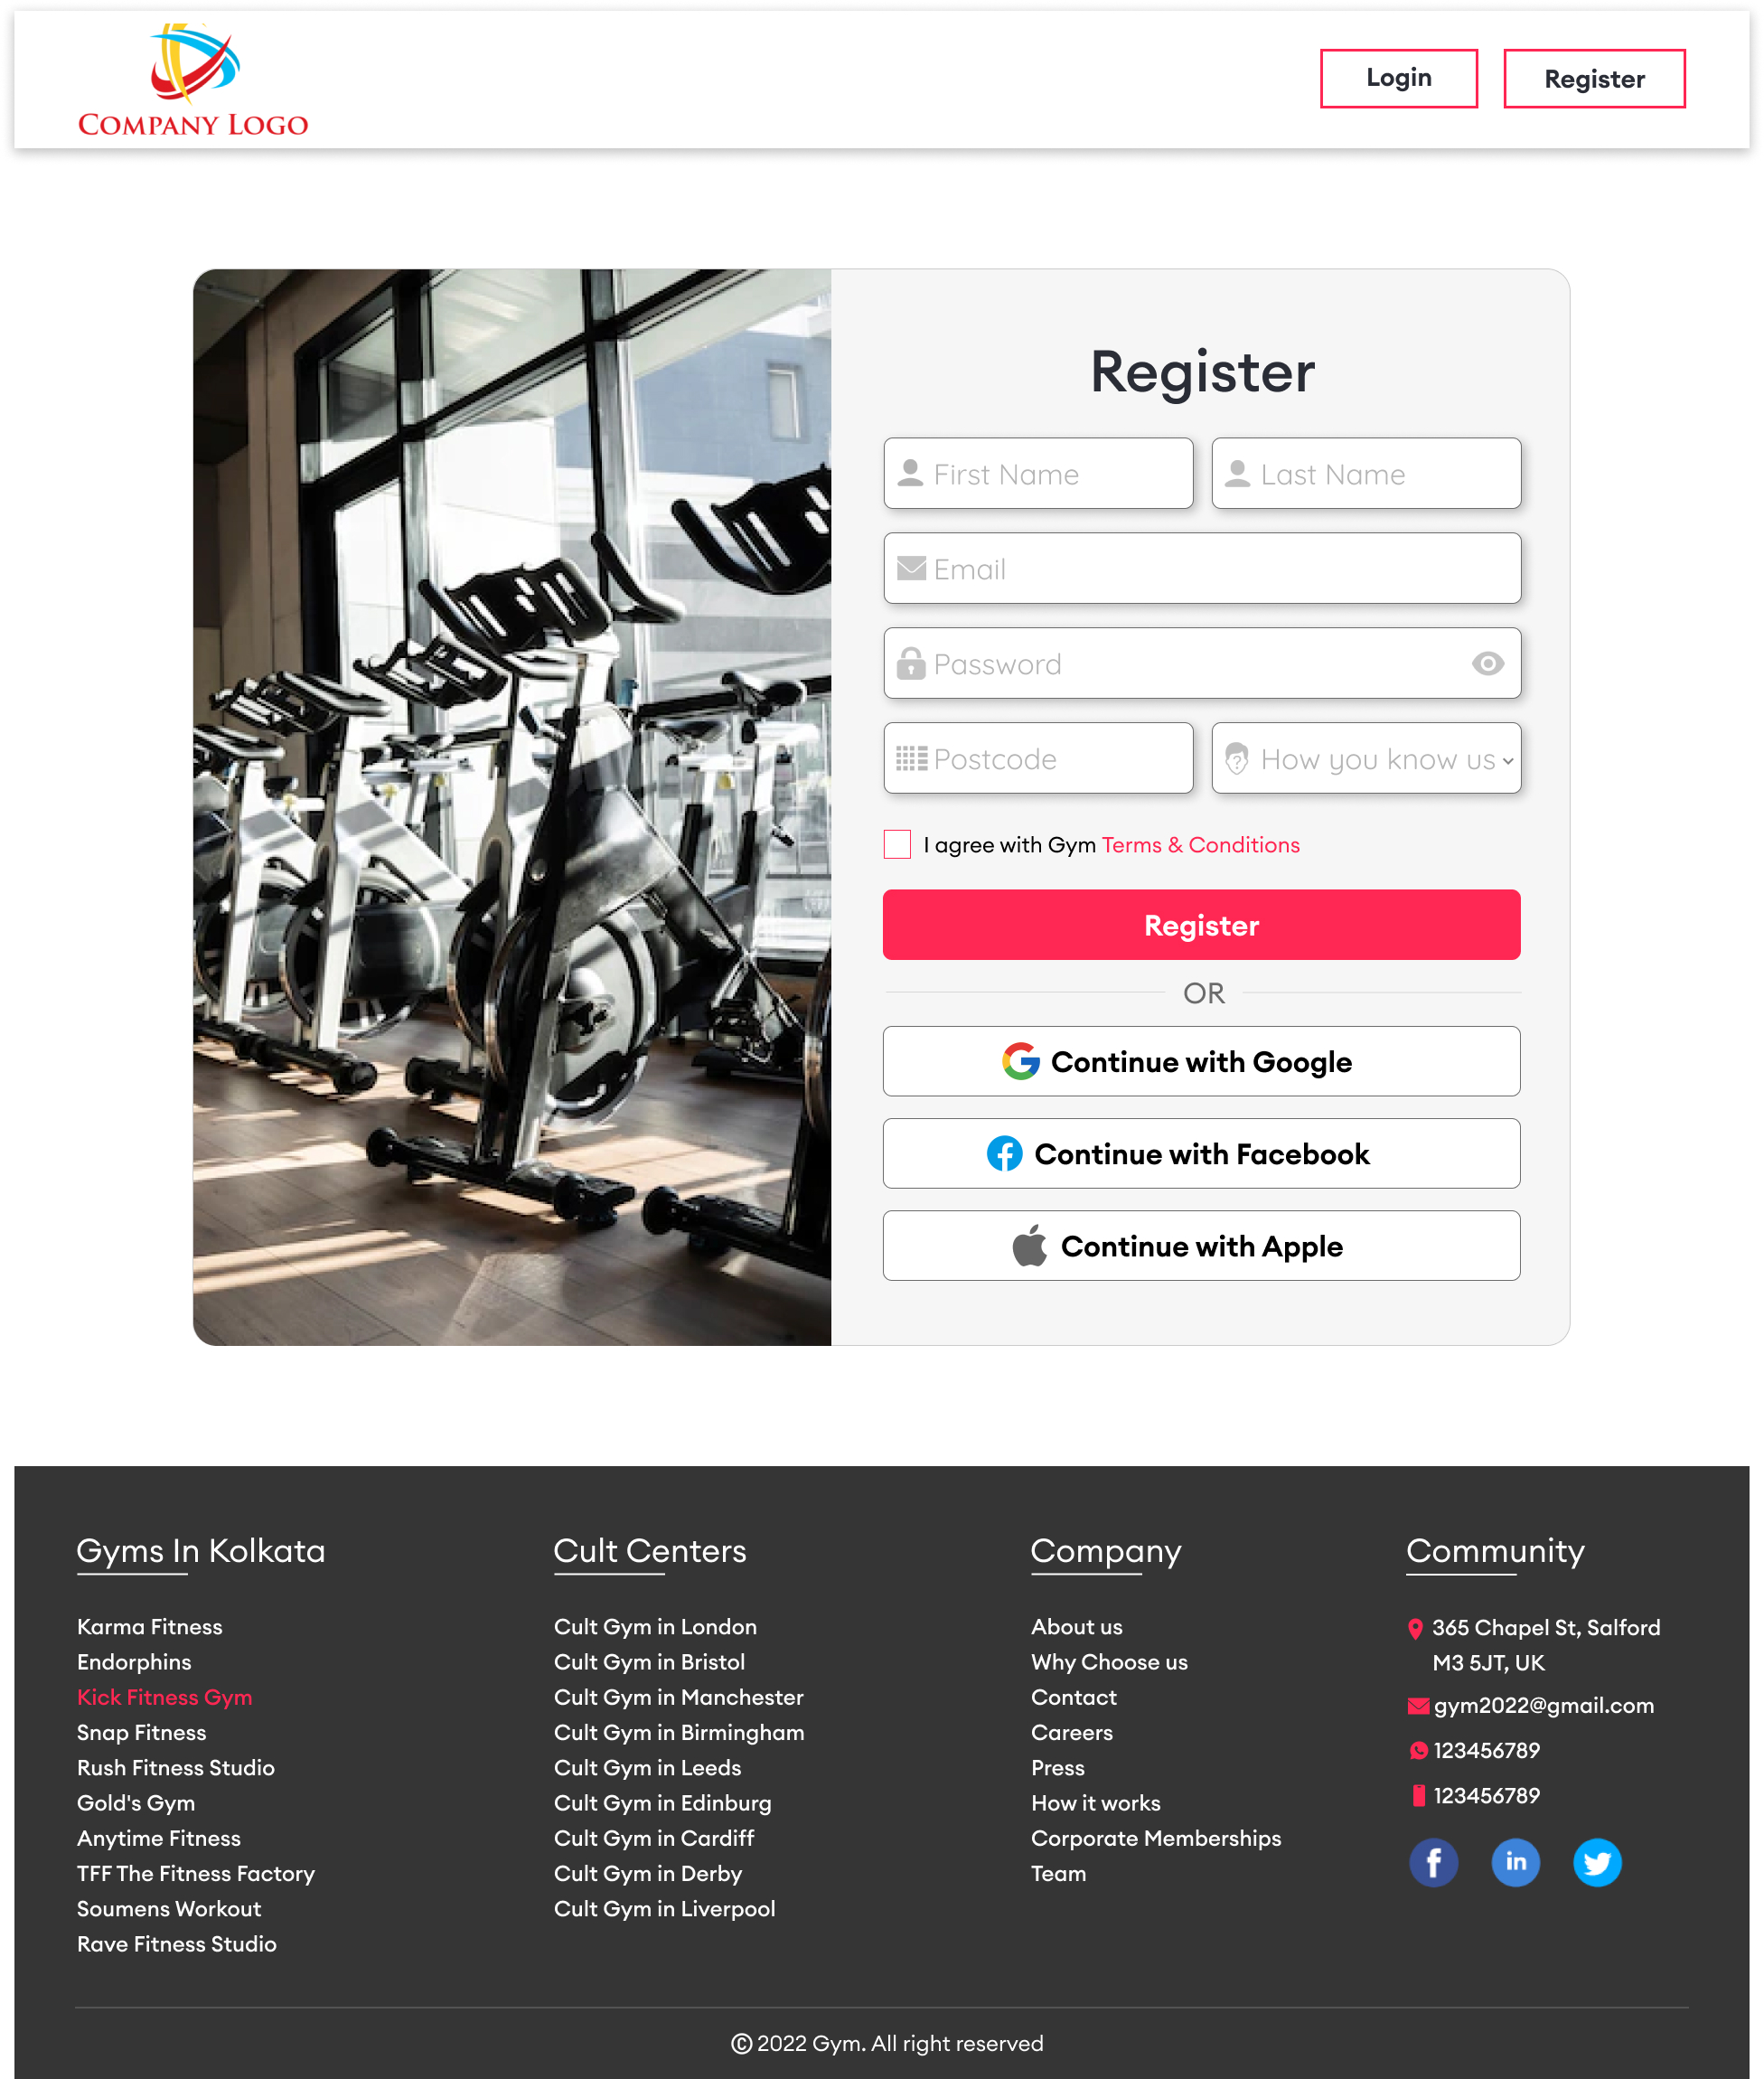 COMPANY LOGO
Login
Register
Register
First Name
Last Name
Email
Password
Postcode
How you know us
I agree with Gym Terms & Conditions
Register
OR
Continue with Google
Continue with Facebook
Continue with Apple
Gyms In Kolkata
Karma Fitness
Endorphins
Kick Fitness Gym
Snap Fitness
Rush Fitness Studio
Gold's Gym
Anytime Fitness
TFF The Fitness Factory
Soumens Workout
Rave Fitness Studio
Cult Centers
Cult Gym in London
Cult Gym in Bristol
Cult Gym in Manchester
Cult Gym in Birmingham
Cult Gym in Leeds
Cult Gym in Edinburg
Cult Gym in Cardiff
Cult Gym in Derby
Cult Gym in Liverpool
Company
About us
Why Choose us
Contact
Careers
Press
How it works
Corporate Memberships
Team
Community
365 Chapel St, Salford
M3 5JT, UK
gym2022@gmail.com
123456789
123456789
© 2022 Gym. All right reserved